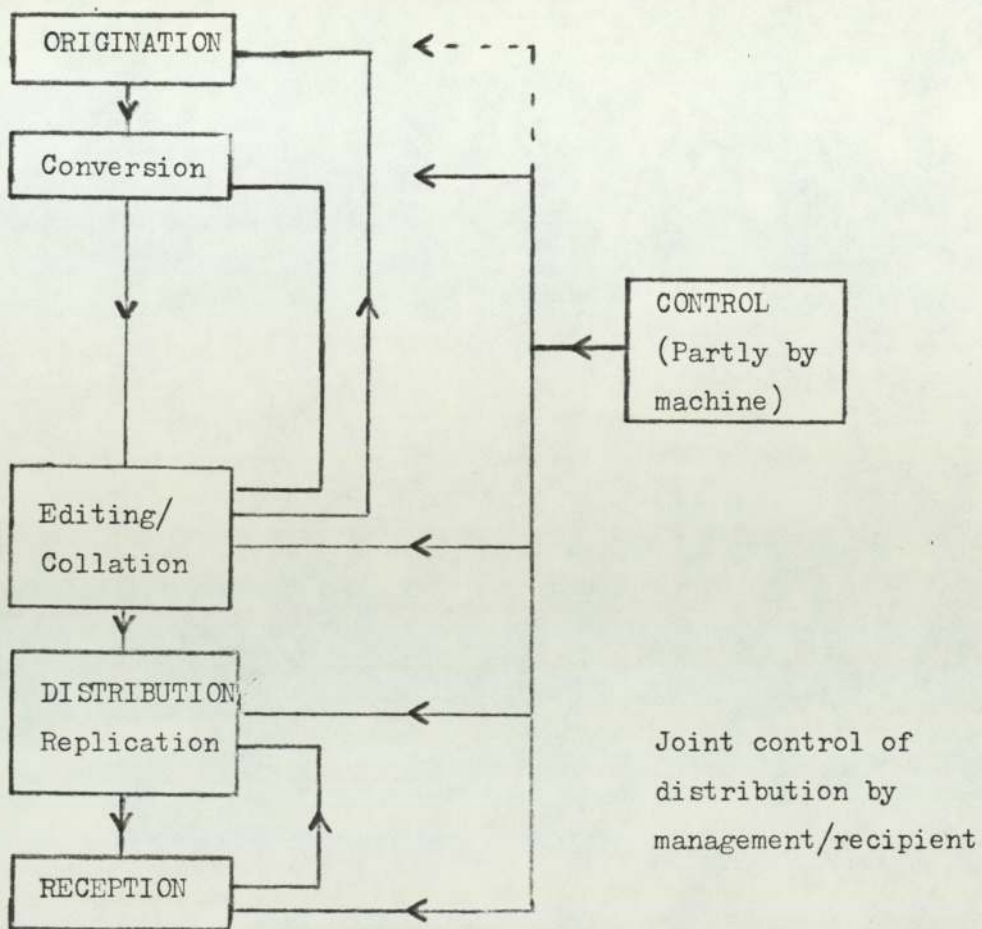 ORIGINATION
Conversion
CONTROL
(Partly by
machine)
Editing/
Collation
DISTRIBUTION
Replication
Joint control of
distribution by
management/recipient
RECEPTION